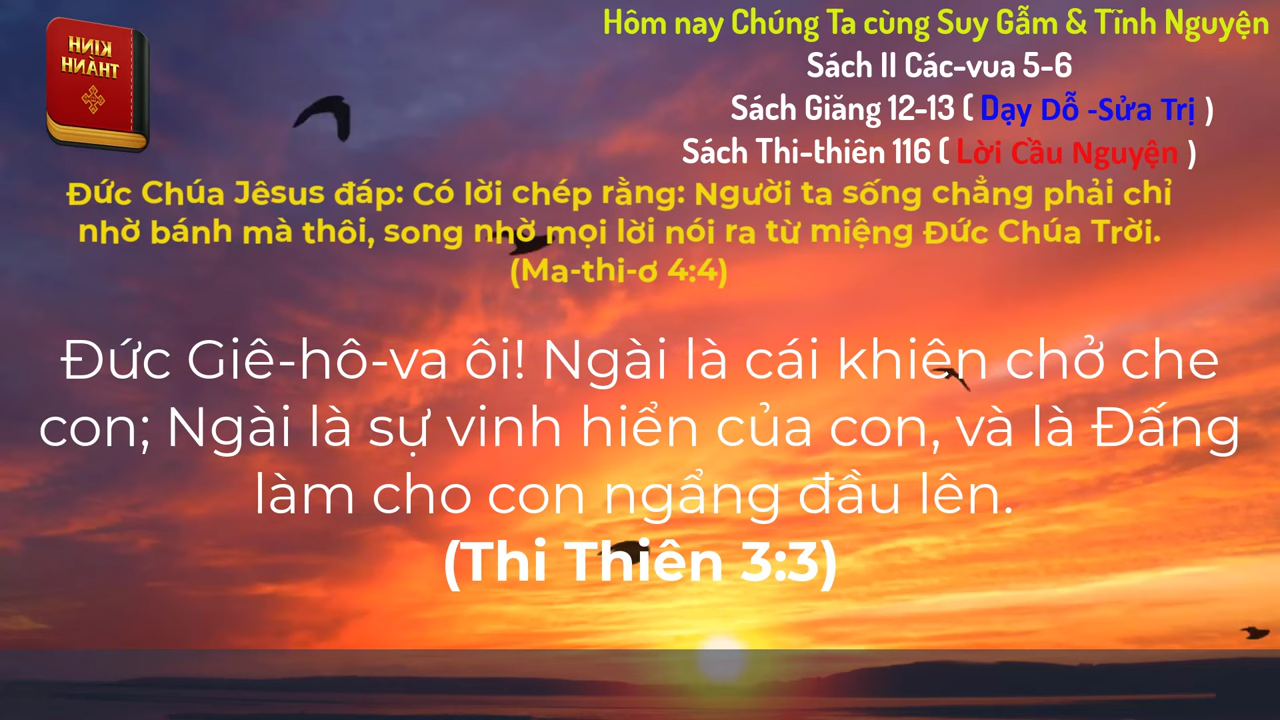 KINH
THÀNH
Hôm nay Chúng Ta cùng Suy Gẫm & Tĩnh Nguyện
Sách II Các-vua 5-6
Sách Giăng 12-13 ( Dạy Dỗ -Sửa Trị )
Sách Thi-thiên 116 ( Lời Cầu Nguyện )
Đức Chúa Jêsus đáp: Có lời chép rằng: Người ta sống chẳng phải chỉ
nhờ bánh mà thôi, song nhờ mọi lời nói ra từ miệng Đức Chúa Trời.
(Ma-thi-ơ 4:4)
Đức Giê-hô-va ôi! Ngài là cái khiên chở che
con; Ngài là sự vinh hiển của con, và là Đấng
làm cho con ngẩng đầu lên.
(Thi Thiên 3:3)